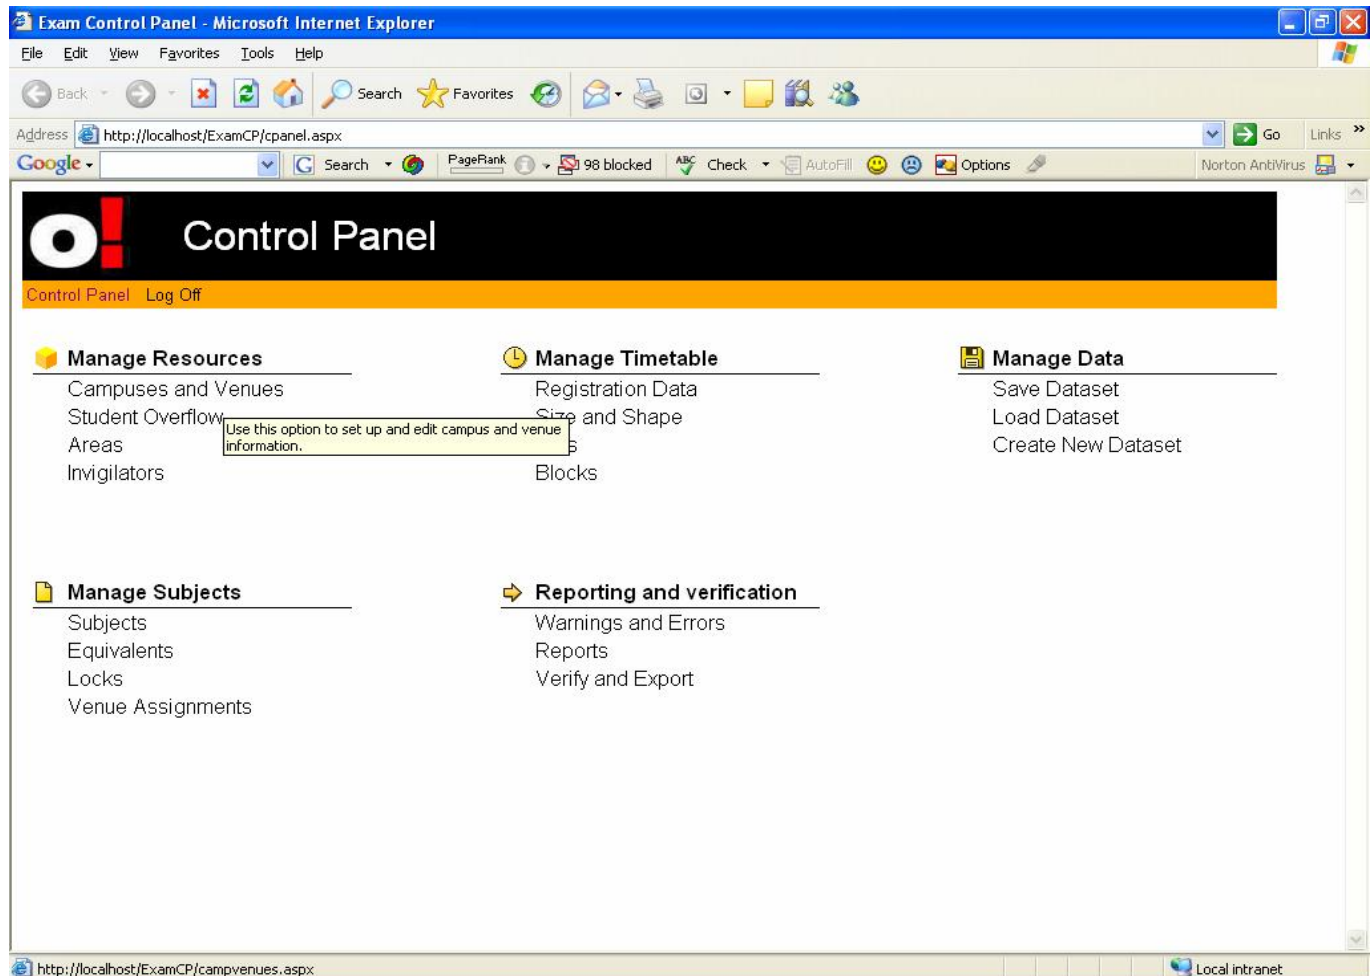 Exam Control Panel - Microsoft Internet Explorer
File Edit View Favorites Tools Help
Back Search Favorites
Address http://localhost/ExamCP/cpanel.aspx Go Links »
Google Search PageRank 98 blocked ABC Check AutoFill Options Norton AntiVirus
o! Control Panel
Control Panel Log Off
Manage Resources
Campuses and Venues
Student Overflow
Areas
Invigilators
Use this option to set up and edit campus and venue
information.
Manage Timetable
Registration Data
Size and Shape
Blocks
Manage Data
Save Dataset
Load Dataset
Create New Dataset
Manage Subjects
Subjects
Equivalents
Locks
Venue Assignments
Reporting and verification
Warnings and Errors
Reports
Verify and Export
http://localhost/ExamCP/campvenues.aspx Local intranet